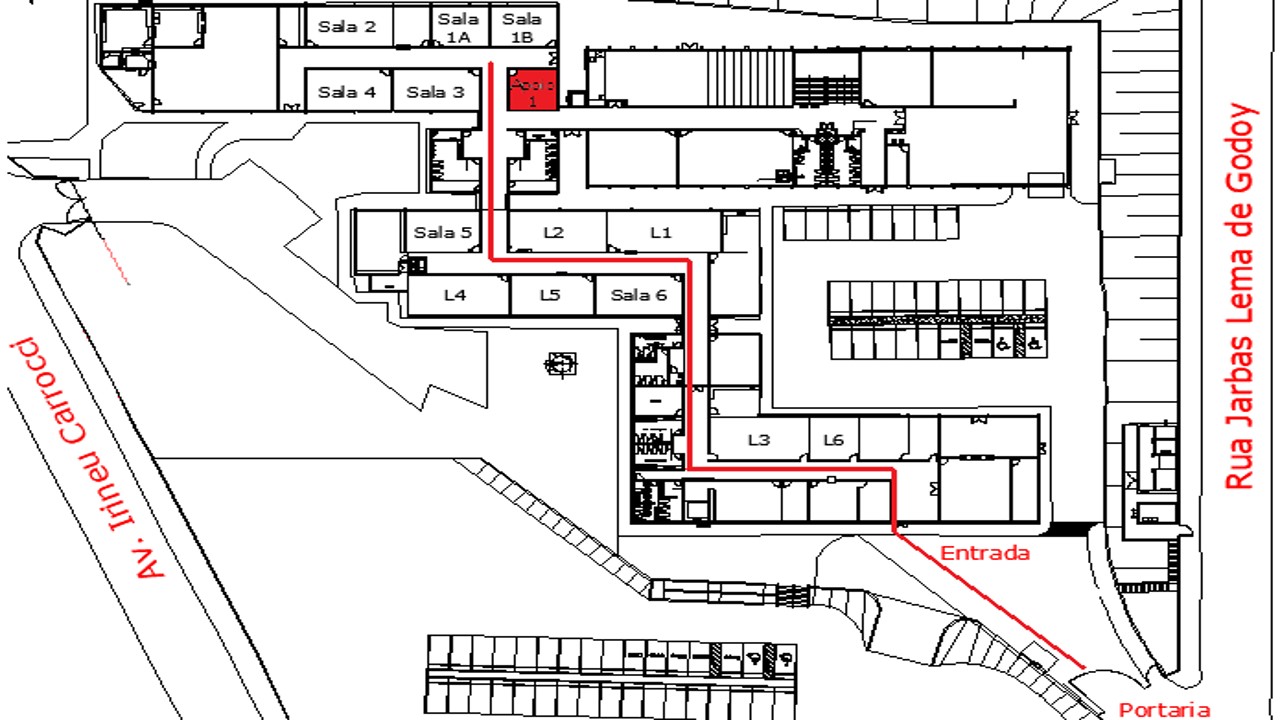 Sala 2
Sala
1A
Sala
1B
Sala 4
Sala 3
Apoio
1
Sala 5
L2
L1
L4
L5
Sala 6
L3
L6
Entrada
Portaria
Av. Irineu Carrocci
Rua Jarbas Lema de Godoy